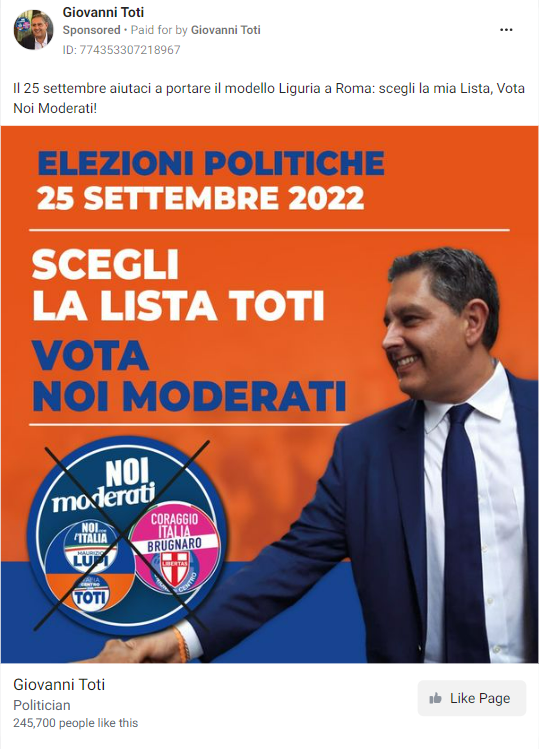 Giovanni Toti
Sponsored • Paid for by Giovanni Toti
ID: 774353307218967
Il 25 settembre aiutaci a portare il modello Liguria a Roma: scegli la mia Lista, Vota
Noi Moderati!
ELEZIONI POLITICHE
25 SETTEMBRE 2022
SCEGLI
LA LISTA TOTI
VOTA
NOI MODERATI
NOI
moderati
NOI
L'ITALIA
MAURIZIO
LUPI
ITALIA
CENTRO
TOTI
CORAGGIO
ITALIA
BRUGNARO
LIBERTAS
CENTRO
Giovanni Toti
Politician
245,700 people like this
Like Page